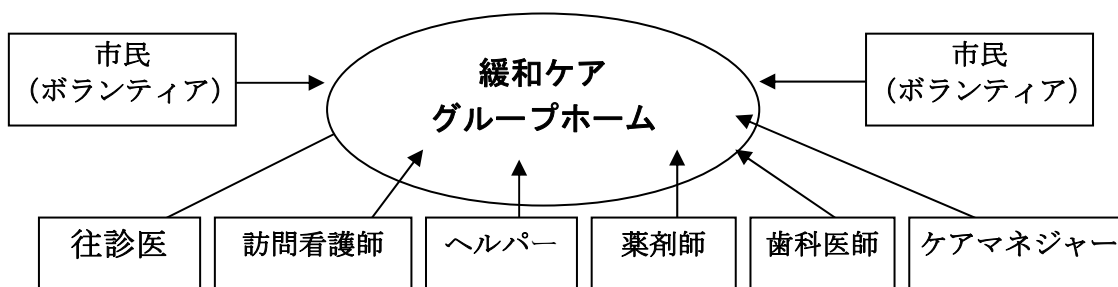 市民
（ボランティア）
緩和ケア
グループホーム
市民
（ボランティア）
往診医
訪問看護師
ヘルパー
薬剤師
歯科医師
ケアマネジャー